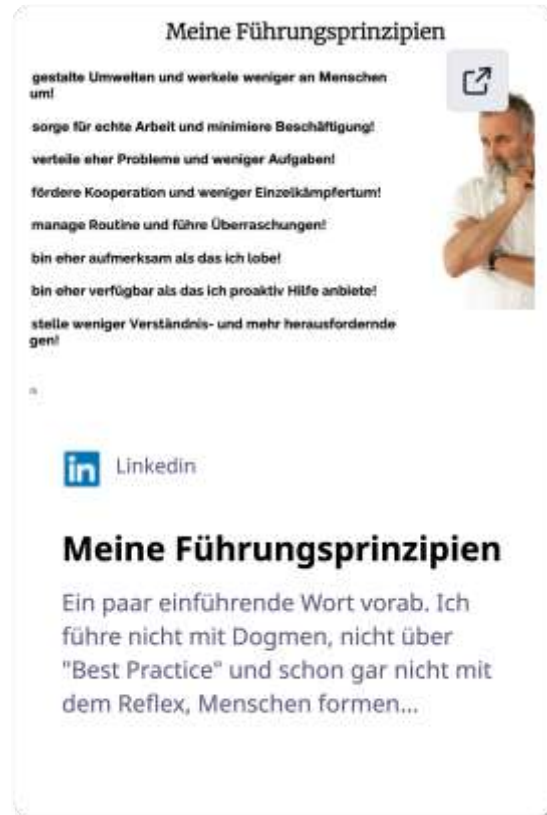 Meine Führungsprinzipien
gestalte Umwelten und werkele weniger an Menschen
um!
sorge für echte Arbeit und minimiere Beschäftigung!
verteile eher Probleme und weniger Aufgaben!
fördere Kooperation und weniger Einzelkämpfertum!
manage Routine und führe Überraschungen!
bin eher aufmerksam als das ich lobe!
bin eher verfügbar als das ich proaktiv Hilfe anbiete!
stelle weniger Verständnis- und mehr herausfordernde
gen!
in Linkedin
Meine Führungsprinzipien
Ein paar einführende Wort vorab. Ich
führe nicht mit Dogmen, nicht über
"Best Practice" und schon gar nicht mit
dem Reflex, Menschen formen...